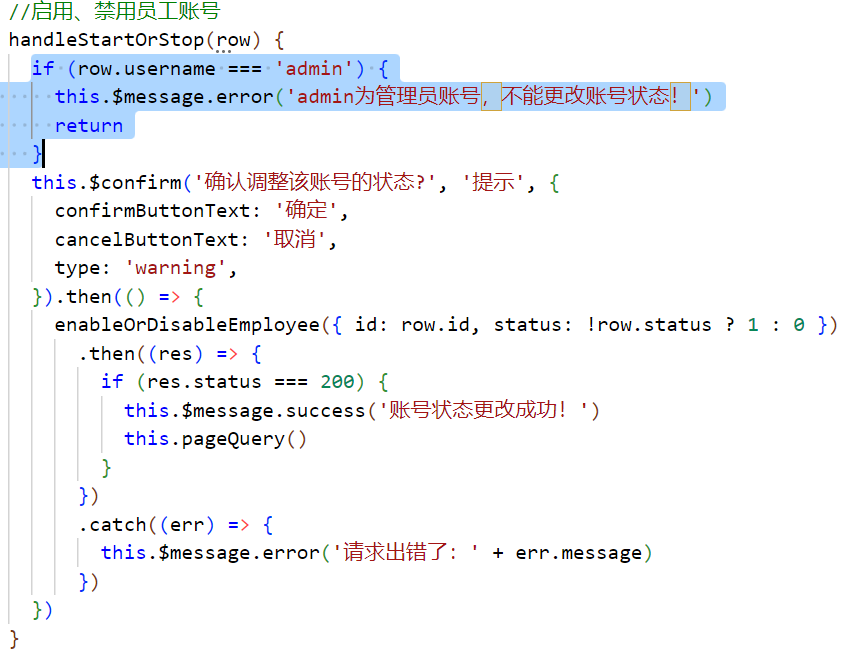 //启用、禁用员工账号
handleStartOrStop(row) {
if (row.username === 'admin') {
this.$message.error('admin为管理员账号，不能更改账号状态！')
return
}
this.$confirm('确认调整该账号的状态?', '提示', {
confirmButtonText: '确定',
cancelButtonText: '取消',
type: 'warning',
}).then(() => {
enableOrDisableEmployee({ id: row.id, status: !row.status ? 1 : 0 })
.then((res) => {
if (res.status === 200) {
this.$message.success('账号状态更改成功！')
this.pageQuery()
}
})
.catch((err) => {
this.$message.error('请求出错了：' + err.message)
})
})
}